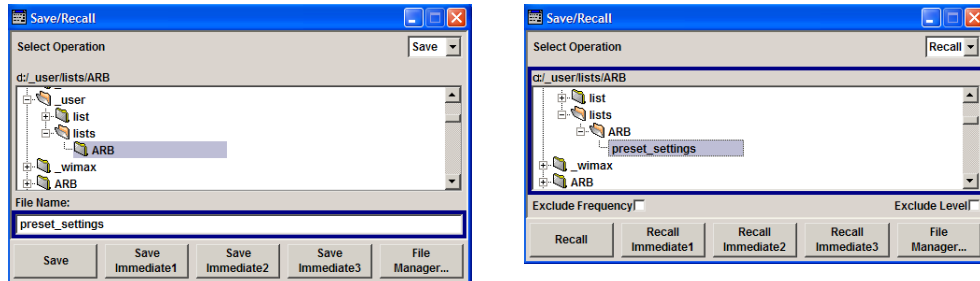 Save/Recall
Select Operation
Save
d:/_user/lists/ARB
_user
list
lists
ARB
_wimax
ARB
File Name:
preset_settings
Save
Save Immediate1
Save Immediate2
Save Immediate3
File Manager...
Save/Recall
Select Operation
Recall
d:/_user/lists/ARB
list
lists
ARB
preset_settings
_wimax
ARB
Exclude Frequency
Exclude Level
Recall
Recall Immediate1
Recall Immediate2
Recall Immediate3
File Manager...